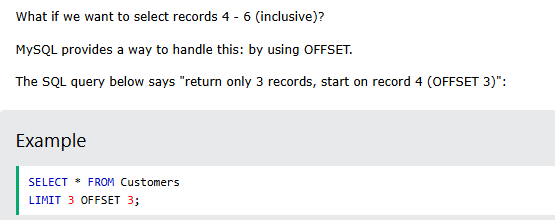 What if we want to select records 4 - 6 (inclusive)?
MySQL provides a way to handle this: by using OFFSET.
The SQL query below says "return only 3 records, start on record 4 (OFFSET 3)":
Example
SELECT * FROM Customers
LIMIT 3 OFFSET 3;